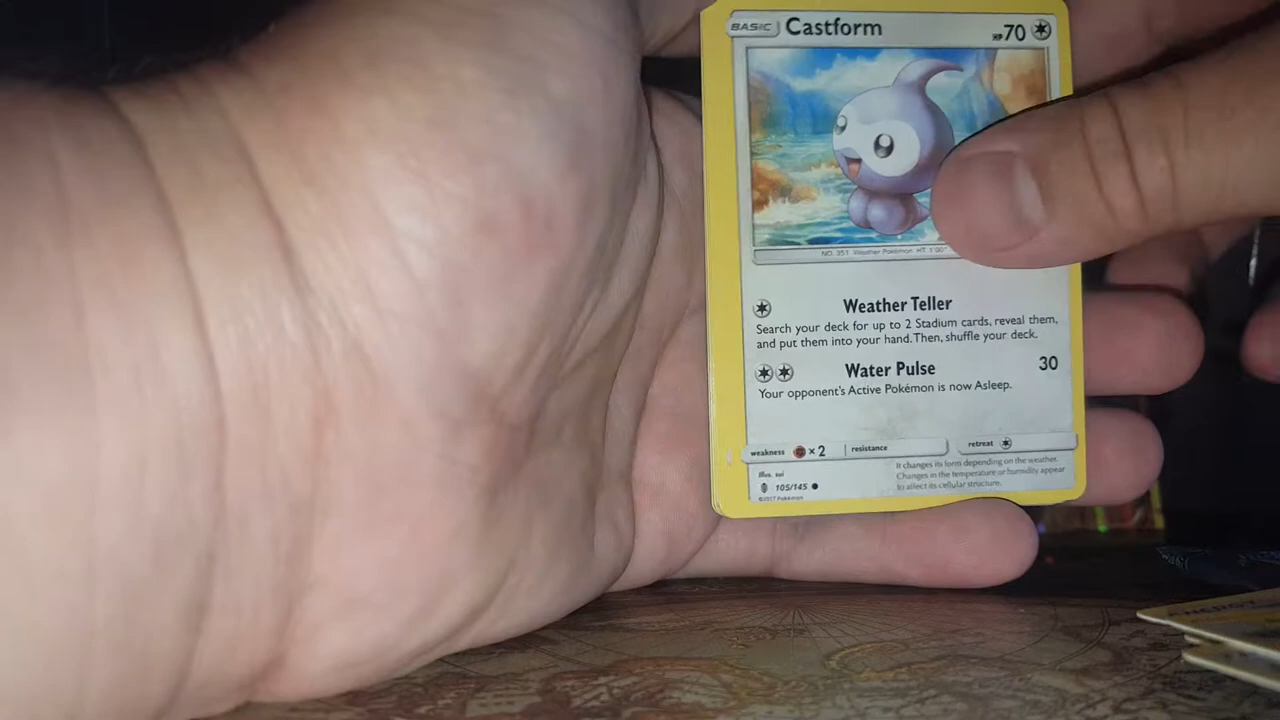 BASIC Castform HP 70
NO. 351 Weather Pokémon HT: 1'00"
Weather Teller
Search your deck for up to 2 Stadium cards, reveal them,
and put them into your hand. Then, shuffle your deck.
Water Pulse 30
Your opponent's Active Pokémon is now Asleep.
weakness ×2 resistance retreat
It changes its form depending on the weather.
Changes in the temperature or humidity appear
to affect its cellular structure.
Illus. sui
105/145
©2017 Pokémon
ENERGY